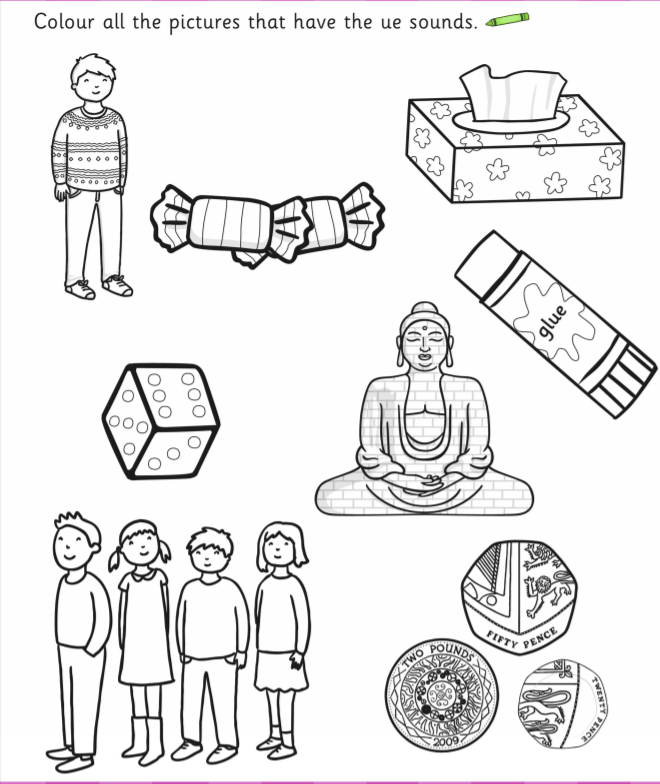 Colour all the pictures that have the ue sounds.
glue
FIFTY PENCE
TWO POUNDS
TWENTY PENCE
2009